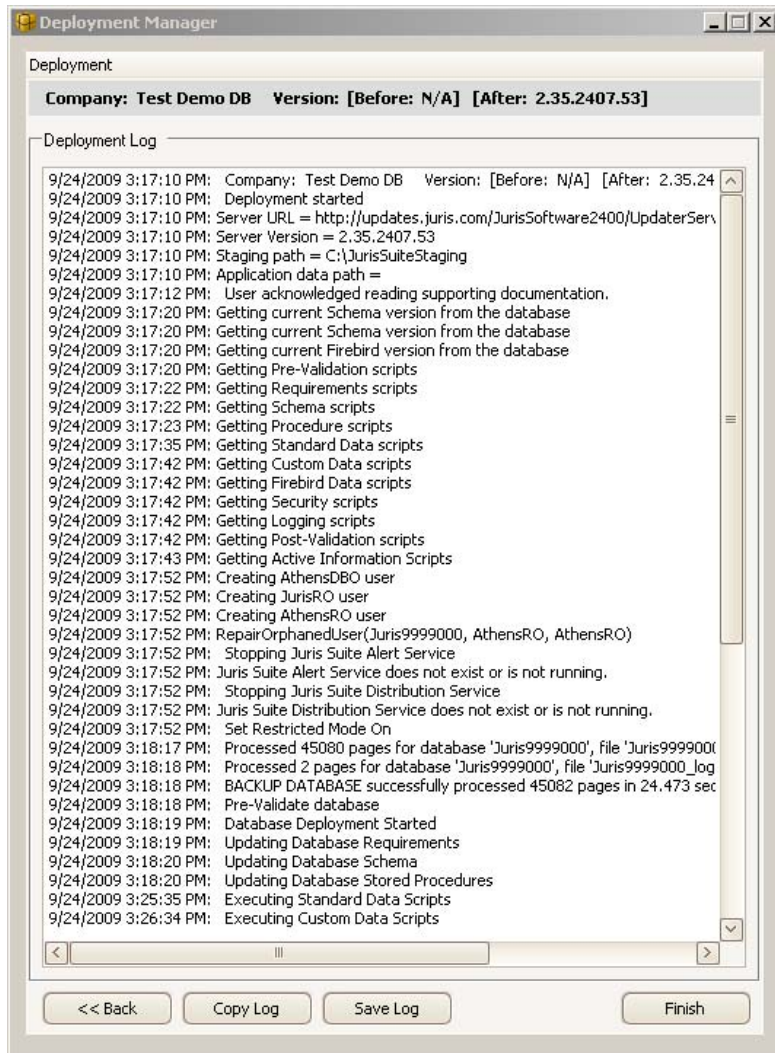 Deployment Manager
Deployment
Company: Test Demo DB Version: [Before: N/A] [After: 2.35.2407.53]
Deployment Log
9/24/2009 3:17:10 PM: Company: Test Demo DB Version: [Before: N/A] [After: 2.35.24
9/24/2009 3:17:10 PM: Deployment started
9/24/2009 3:17:10 PM: Server URL = http://updates.juris.com/JurisSoftware2400/UpdaterServ
9/24/2009 3:17:10 PM: Server Version = 2.35.2407.53
9/24/2009 3:17:10 PM: Staging path = C:\JurisSuiteStaging
9/24/2009 3:17:10 PM: Application data path =
9/24/2009 3:17:12 PM: User acknowledged reading supporting documentation.
9/24/2009 3:17:20 PM: Getting current Schema version from the database
9/24/2009 3:17:20 PM: Getting current Schema version from the database
9/24/2009 3:17:20 PM: Getting current Firebird version from the database
9/24/2009 3:17:20 PM: Getting Pre-Validation scripts
9/24/2009 3:17:22 PM: Getting Requirements scripts
9/24/2009 3:17:22 PM: Getting Schema scripts
9/24/2009 3:17:23 PM: Getting Procedure scripts
9/24/2009 3:17:35 PM: Getting Standard Data scripts
9/24/2009 3:17:42 PM: Getting Custom Data scripts
9/24/2009 3:17:42 PM: Getting Firebird Data scripts
9/24/2009 3:17:42 PM: Getting Security scripts
9/24/2009 3:17:42 PM: Getting Logging scripts
9/24/2009 3:17:42 PM: Getting Post-Validation scripts
9/24/2009 3:17:43 PM: Getting Active Information Scripts
9/24/2009 3:17:52 PM: Creating AthensDBO user
9/24/2009 3:17:52 PM: Creating JurisRO user
9/24/2009 3:17:52 PM: Creating AthensRO user
9/24/2009 3:17:52 PM: RepairOrphanedUser(Juris9999000, AthensRO, AthensRO)
9/24/2009 3:17:52 PM: Stopping Juris Suite Alert Service
9/24/2009 3:17:52 PM: Juris Suite Alert Service does not exist or is not running.
9/24/2009 3:17:52 PM: Stopping Juris Suite Distribution Service
9/24/2009 3:17:52 PM: Juris Suite Distribution Service does not exist or is not running.
9/24/2009 3:17:52 PM: Set Restricted Mode On
9/24/2009 3:18:17 PM: Processed 45080 pages for database 'Juris9999000', file 'Juris9999000
9/24/2009 3:18:18 PM: Processed 2 pages for database 'Juris9999000', file 'Juris9999000_log
9/24/2009 3:18:18 PM: BACKUP DATABASE successfully processed 45082 pages in 24.473 sec
9/24/2009 3:18:18 PM: Pre-Validate database
9/24/2009 3:18:19 PM: Database Deployment Started
9/24/2009 3:18:19 PM: Updating Database Requirements
9/24/2009 3:18:20 PM: Updating Database Schema
9/24/2009 3:18:20 PM: Updating Database Stored Procedures
9/24/2009 3:25:35 PM: Executing Standard Data Scripts
9/24/2009 3:26:34 PM: Executing Custom Data Scripts
<< Back Copy Log Save Log Finish